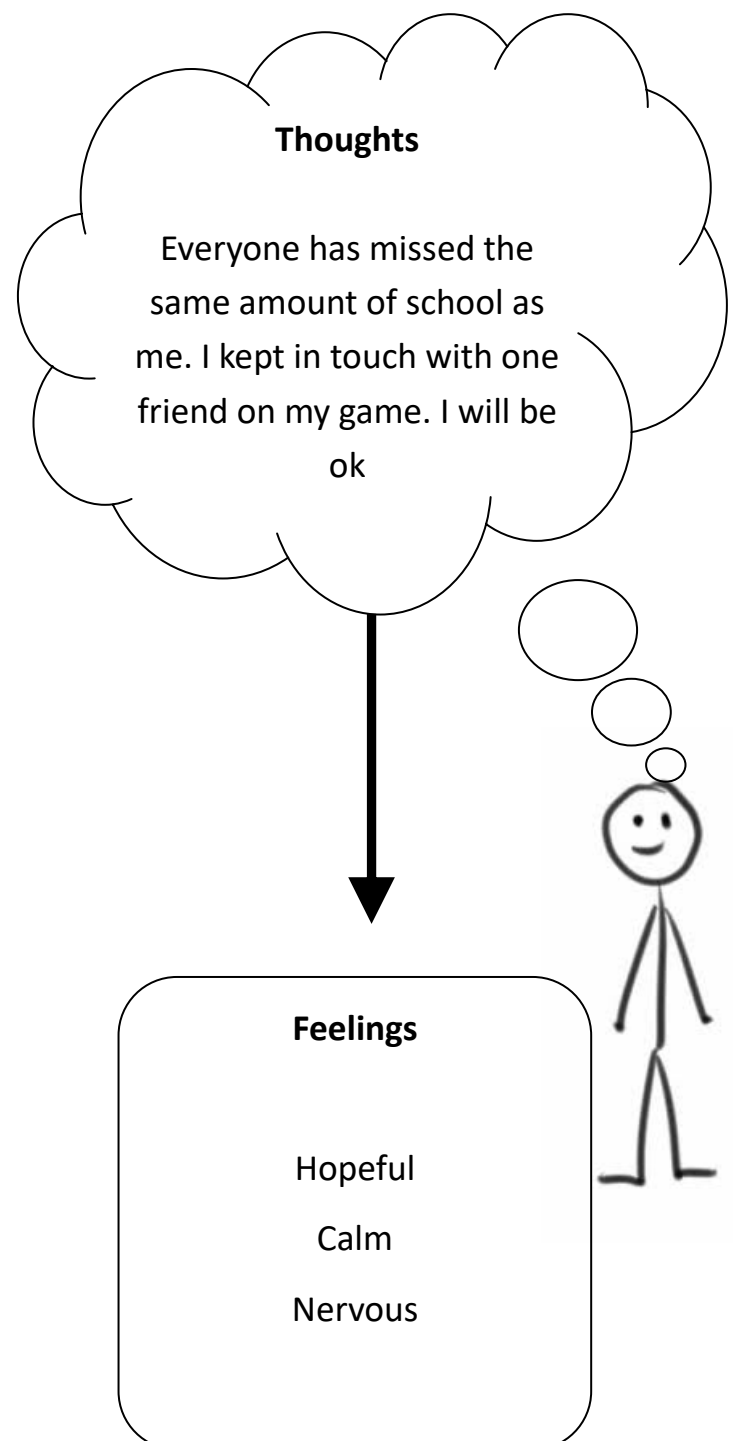 Thoughts
Everyone has missed the
same amount of school as
me. I kept in touch with one
friend on my game. I will be
ok
Feelings
Hopeful
Calm
Nervous